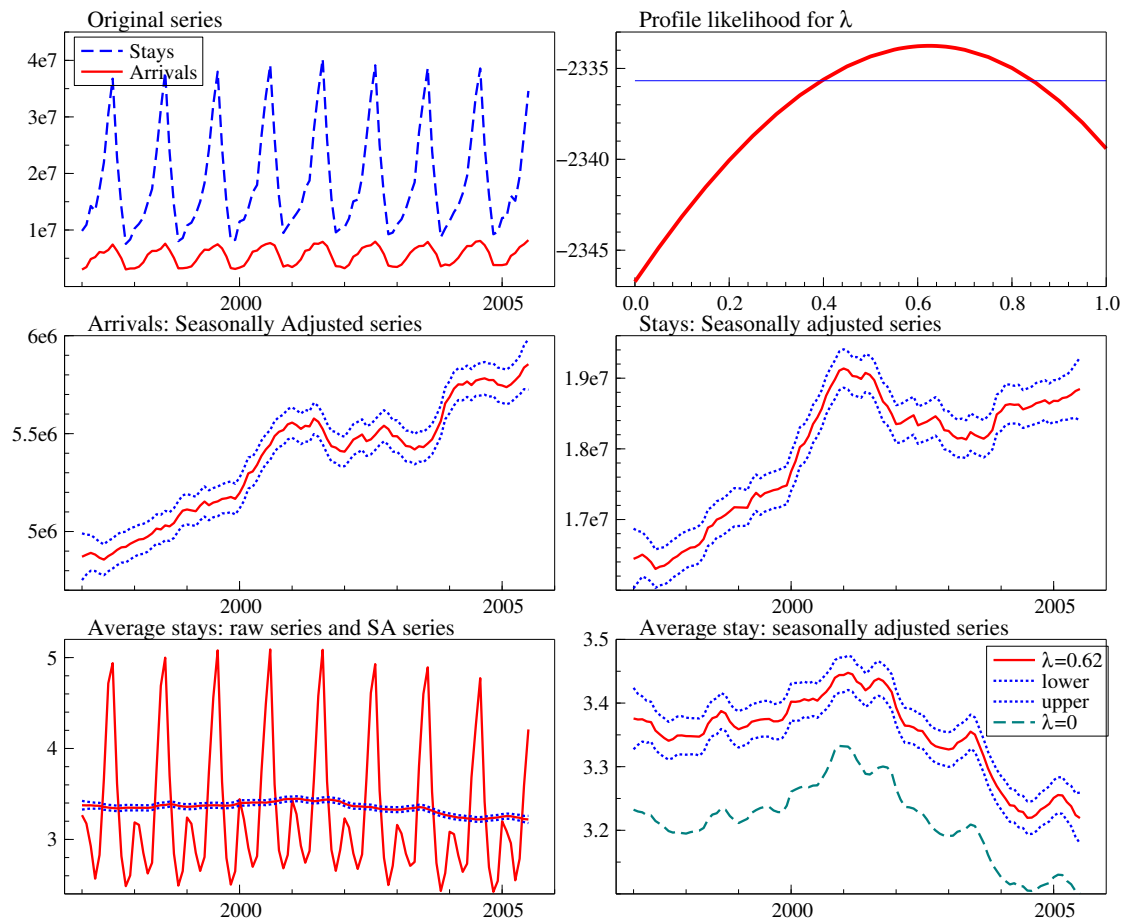 Original series
Stays
Arrivals
4e7
3e7
2e7
1e7
2000 2005
Profile likelihood for λ
−2335
−2340
−2345
0.0 0.2 0.4 0.6 0.8 1.0
Arrivals: Seasonally Adjusted series
6e6
5.5e6
5e6
2000 2005
Stays: Seasonally adjusted series
1.9e7
1.8e7
1.7e7
2000 2005
Average stays: raw series and SA series
5
4
3
2000 2005
Average stay: seasonally adjusted series
λ=0.62
lower
upper
λ=0
3.5
3.4
3.3
3.2
2000 2005